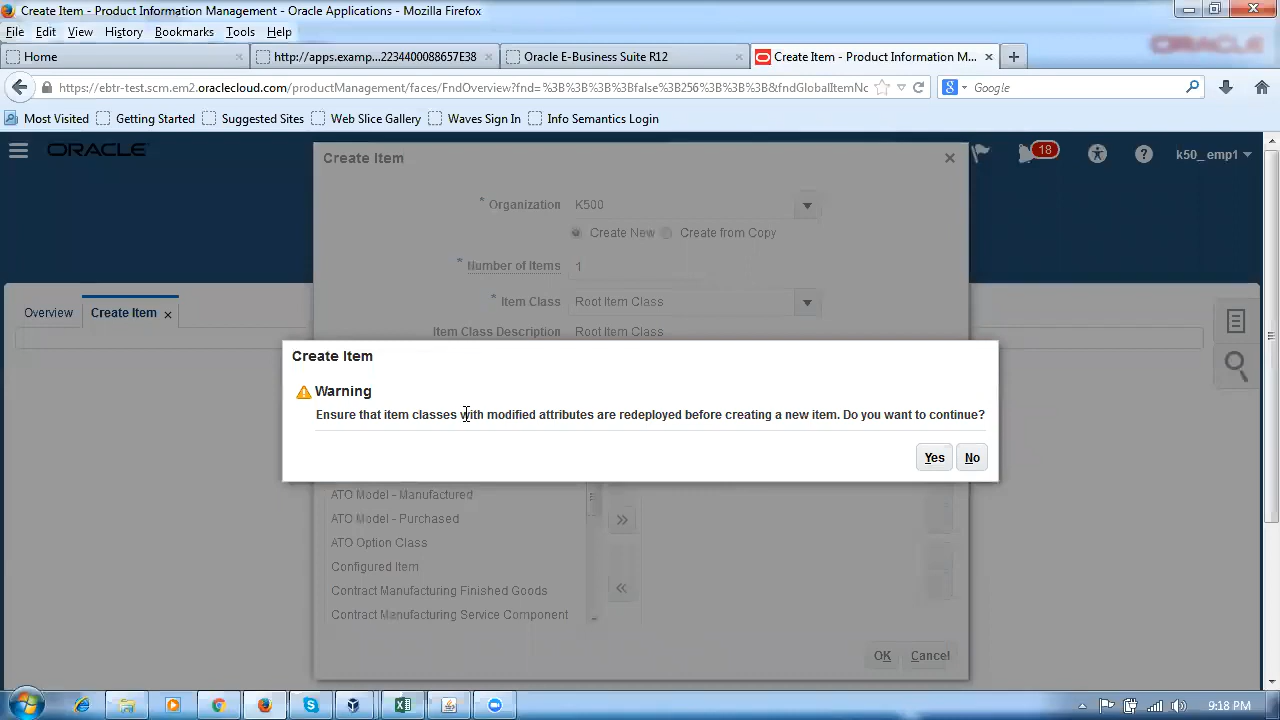 Create Item - Product Information Management - Oracle Applications - Mozilla Firefox
File Edit View History Bookmarks Tools Help
Home
http://apps.examp...2234400088657E38
Oracle E-Business Suite R12
Create Item - Product Information M...
https://ebtr-test.scm.em2.oraclecloud.com/productManagement/faces/FndOverview?fnd=%3B%3B%3B%3Bfalse%3B256%3B%3B%3B&fnrGlobalItemNc
Google
Most Visited Getting Started Suggested Sites Web Slice Gallery Waves Sign In Info Semantics Location
ORACLE
18
k50_emp1
Create Item
* Organization K500
Create New Create from Copy
* Number of Items 1
* Item Class Root Item Class
Item Class Description Root Item Class
Overview Create Item
Create Item
Warning
Ensure that item classes with modified attributes are redeployed before creating a new item. Do you want to continue?
Yes No
ATO Model - Manufactured
ATO Model - Purchased
ATO Option Class
Configured Item
Contract Manufacturing Finished Goods
Contract Manufacturing Service Component
OK Cancel
9:18 PM